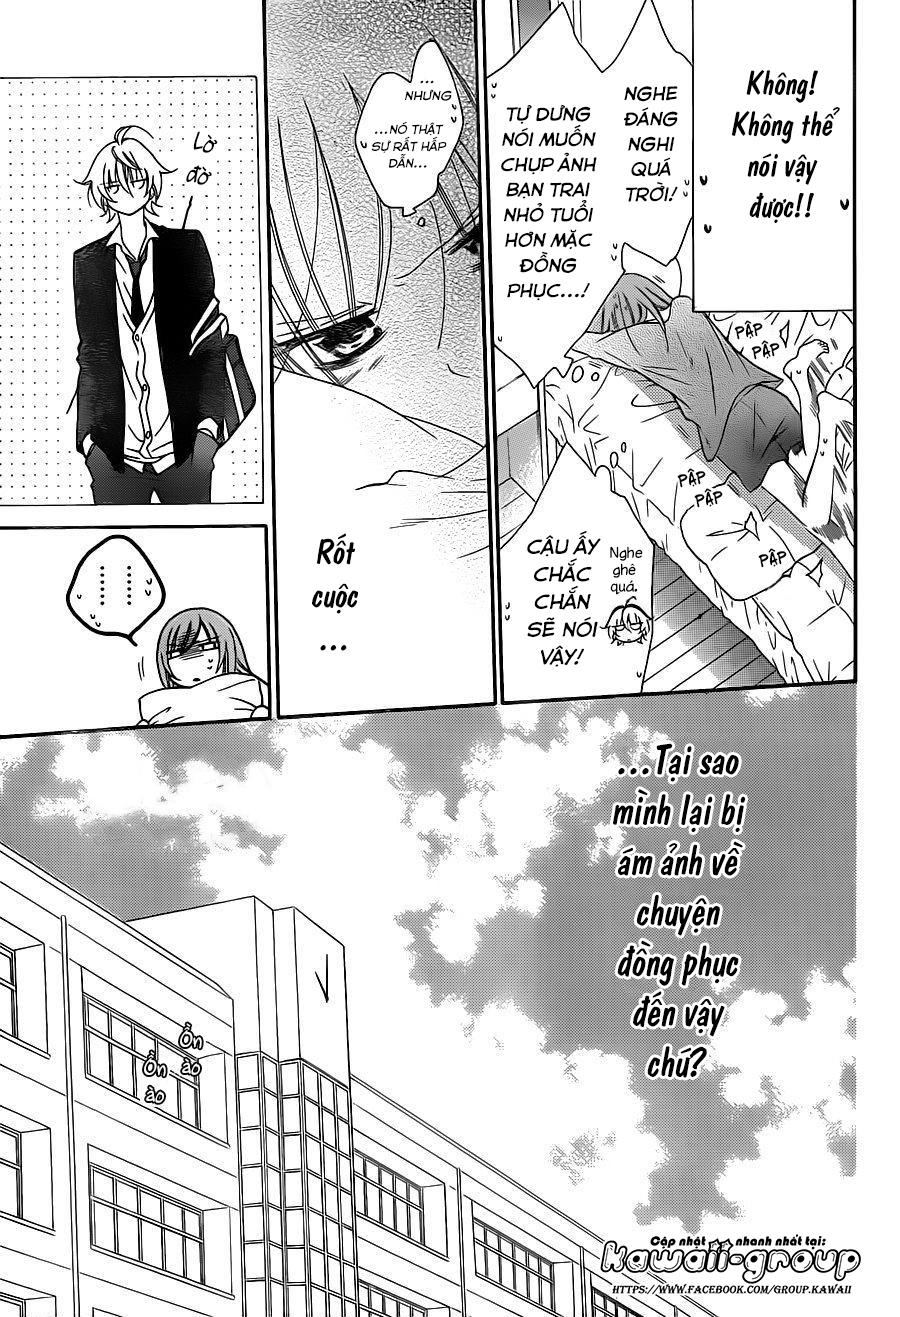 Không!
Không thể
nói vậy
được!!
NGHE
ĐÁNG
NGHI
QUÁ
TRỜI!
TỰ DƯNG
NÓI MUỐN
CHỤP ẢNH
BẠN TRAI
NHỎ TUỔI
HƠN MẶC
ĐỒNG
PHỤC...!
PẬP
PẬP
PẬP
PẬP
PẬP
Nghe
ghê
quá.
CẬU ẤY
CHẮC
CHẮN
SẼ NÓI
VẬY!
...
NHƯNG
...NÓ THẬT
SỰ RẤT HẤP
DẪN...
Rốt
cuộc
...
Lờ
đờ
...Tại sao
mình lại bị
ám ảnh về
chuyện
đồng phục
đến vậy
chứ?
Ồn
ào
Ồn
ào
Cập nhật nhanh nhất tại:
kawaii-group
HTTPS://WWW.FACEBOOK.COM/GROUP.KAWAII